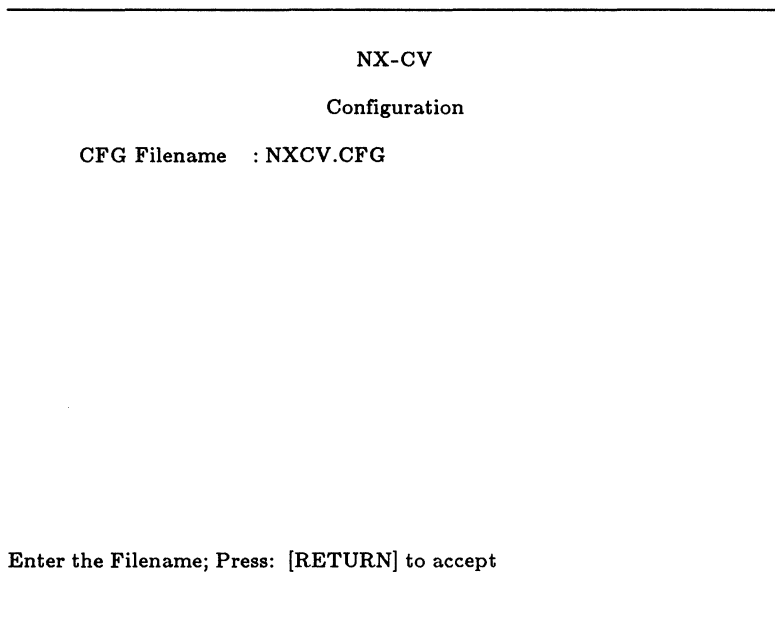 NX-CV
Configuration
CFG Filename : NXCV.CFG
Enter the Filename; Press: [RETURN] to accept